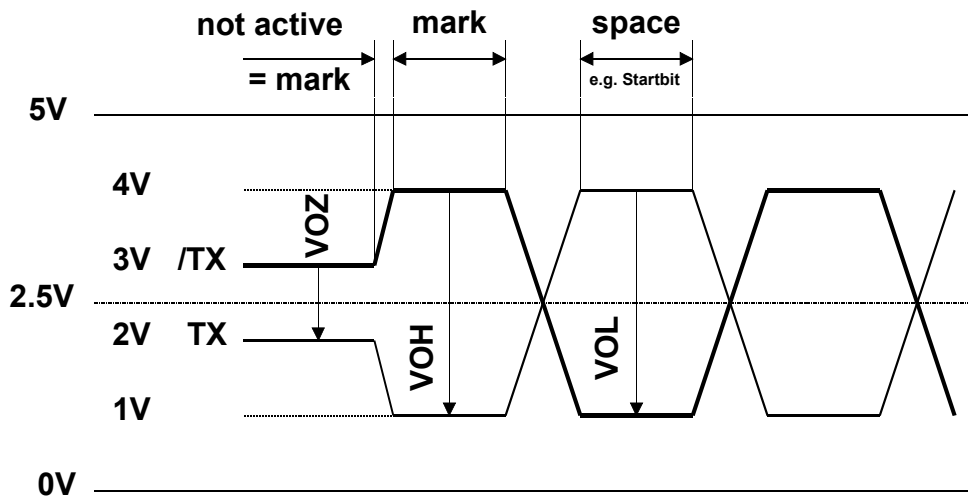 not active
mark
space
= mark
e.g. Startbit
5V
4V
VOZ
3V /TX
2.5V
2V TX
VOH
VOL
1V
0V